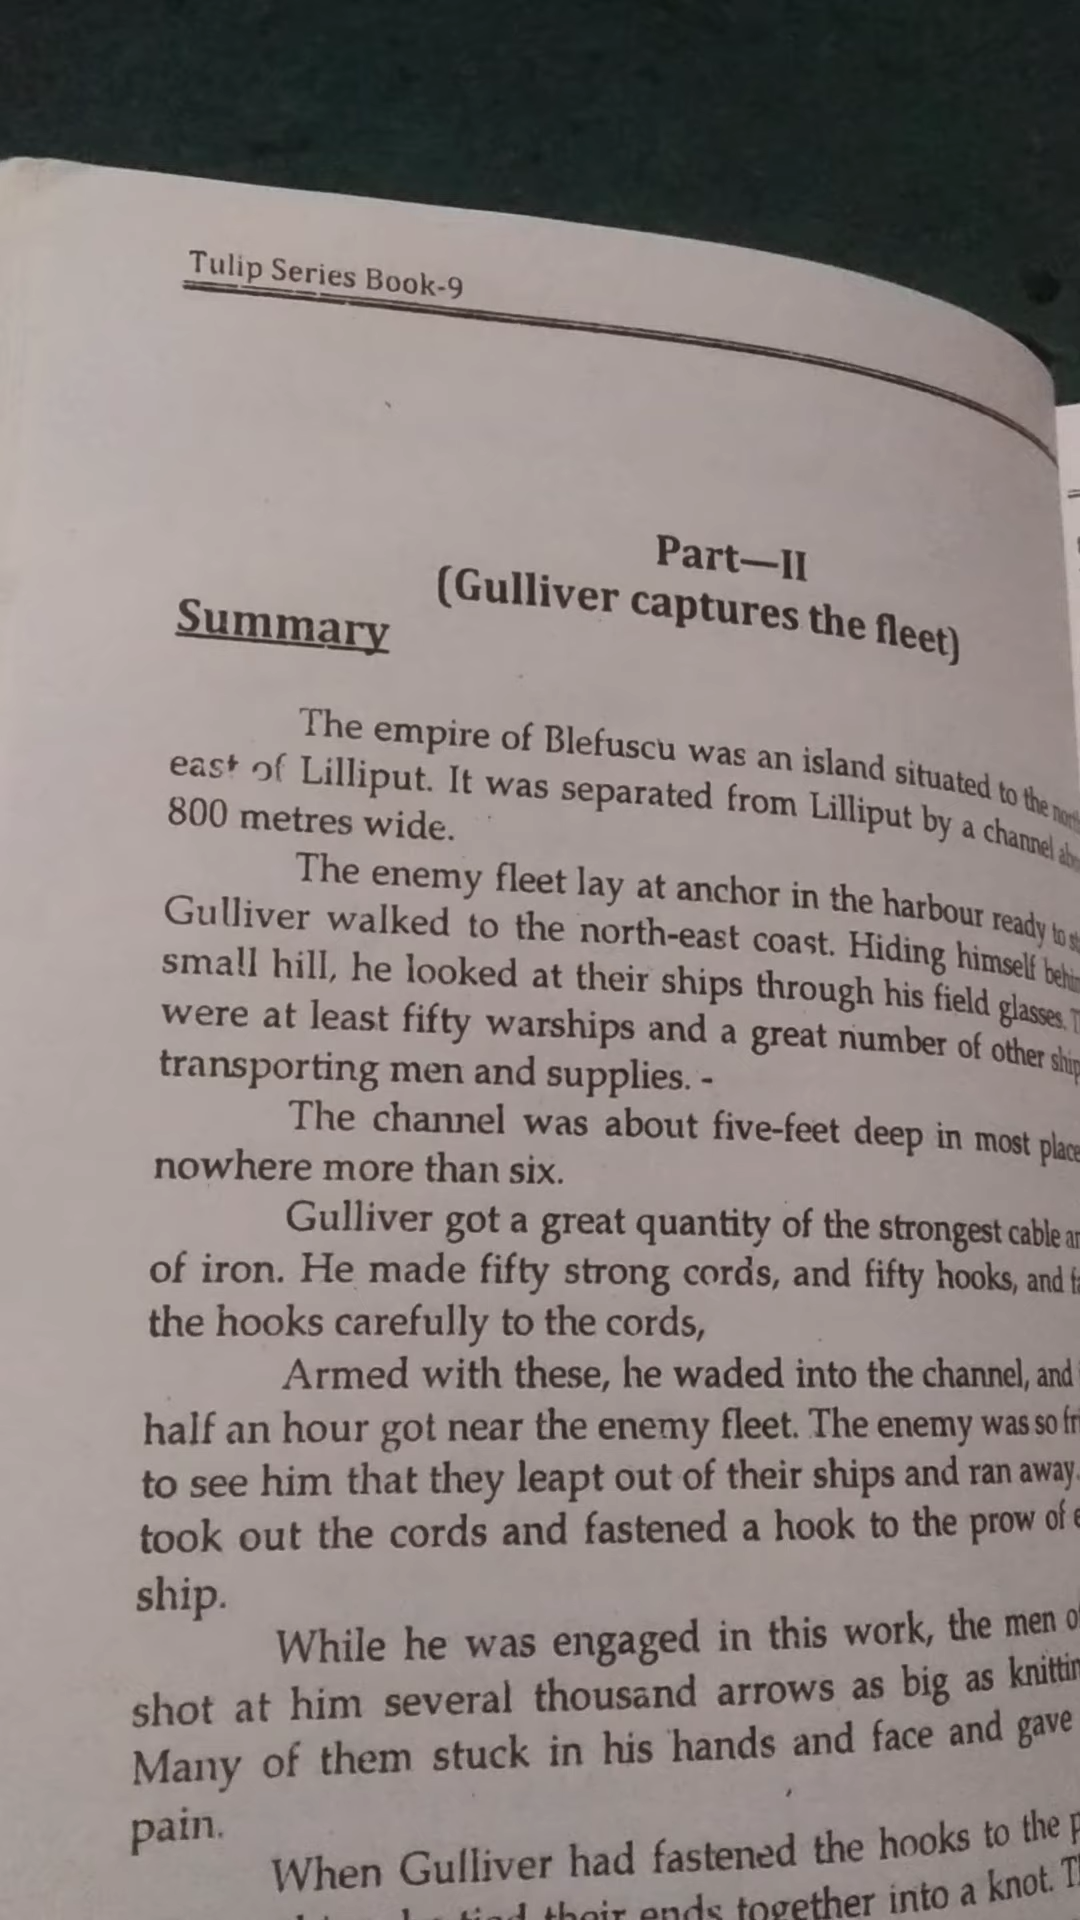 Tulip Series Book-9
Part—II
(Gulliver captures the fleet)
Summary
The empire of Blefuscu was an island situated to the
east of Lilliput. It was separated from Lilliput by a channel
800 metres wide.
The enemy fleet lay at anchor in the harbour ready to
Gulliver walked to the north-east coast. Hiding himself
small hill, he looked at their ships through his field glasses.
were at least fifty warships and a great number of other
transporting men and supplies. -
The channel was about five-feet deep in most
nowhere more than six.
Gulliver got a great quantity of the strongest cable
of iron. He made fifty strong cords, and fifty hooks, and
the hooks carefully to the cords,
Armed with these, he waded into the channel, and
half an hour got near the enemy fleet. The enemy was so
to see him that they leapt out of their ships and ran away.
took out the cords and fastened a hook to the prow of
ship.
While he was engaged in this work, the men
shot at him several thousand arrows as big as
Many of them stuck in his hands and face and gave
pain.
When Gulliver had fastened the hooks to the
their ends together into a knot.